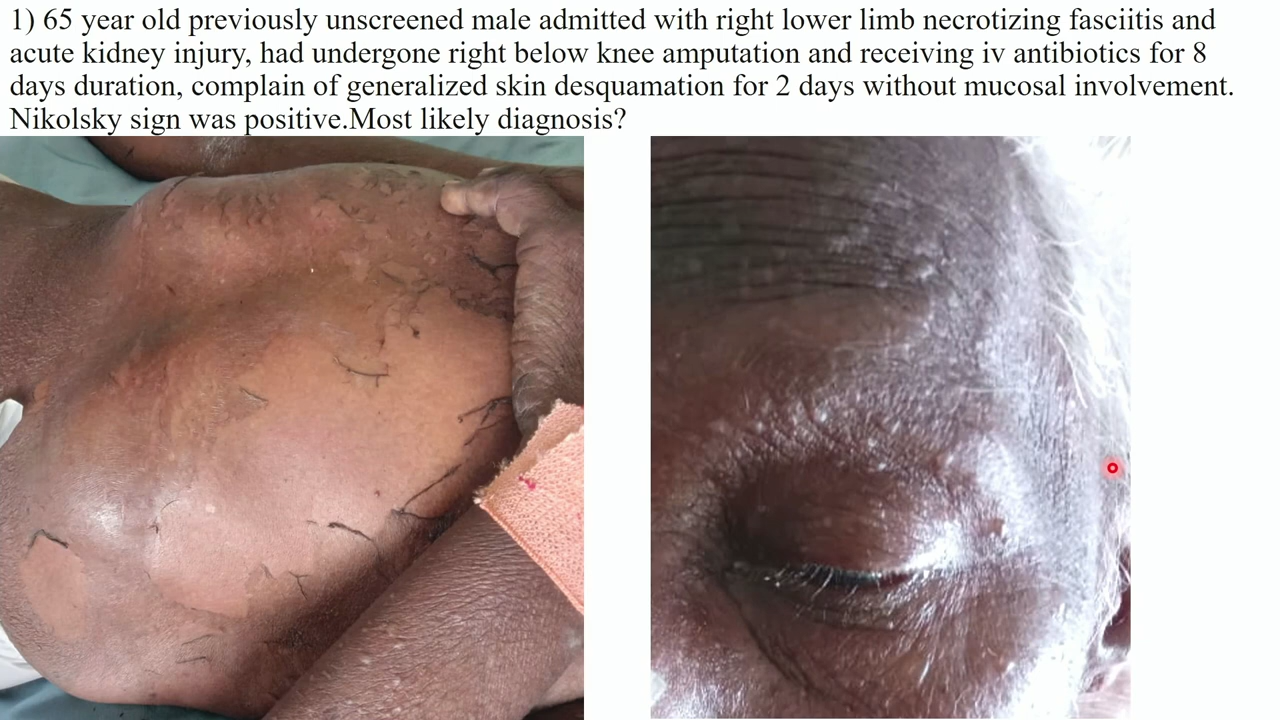 1) 65 year old previously unscreened male admitted with right lower limb necrotizing fasciitis and
acute kidney injury, had undergone right below knee amputation and receiving iv antibiotics for 8
days duration, complain of generalized skin desquamation for 2 days without mucosal involvement.
Nikolsky sign was positive.Most likely diagnosis?